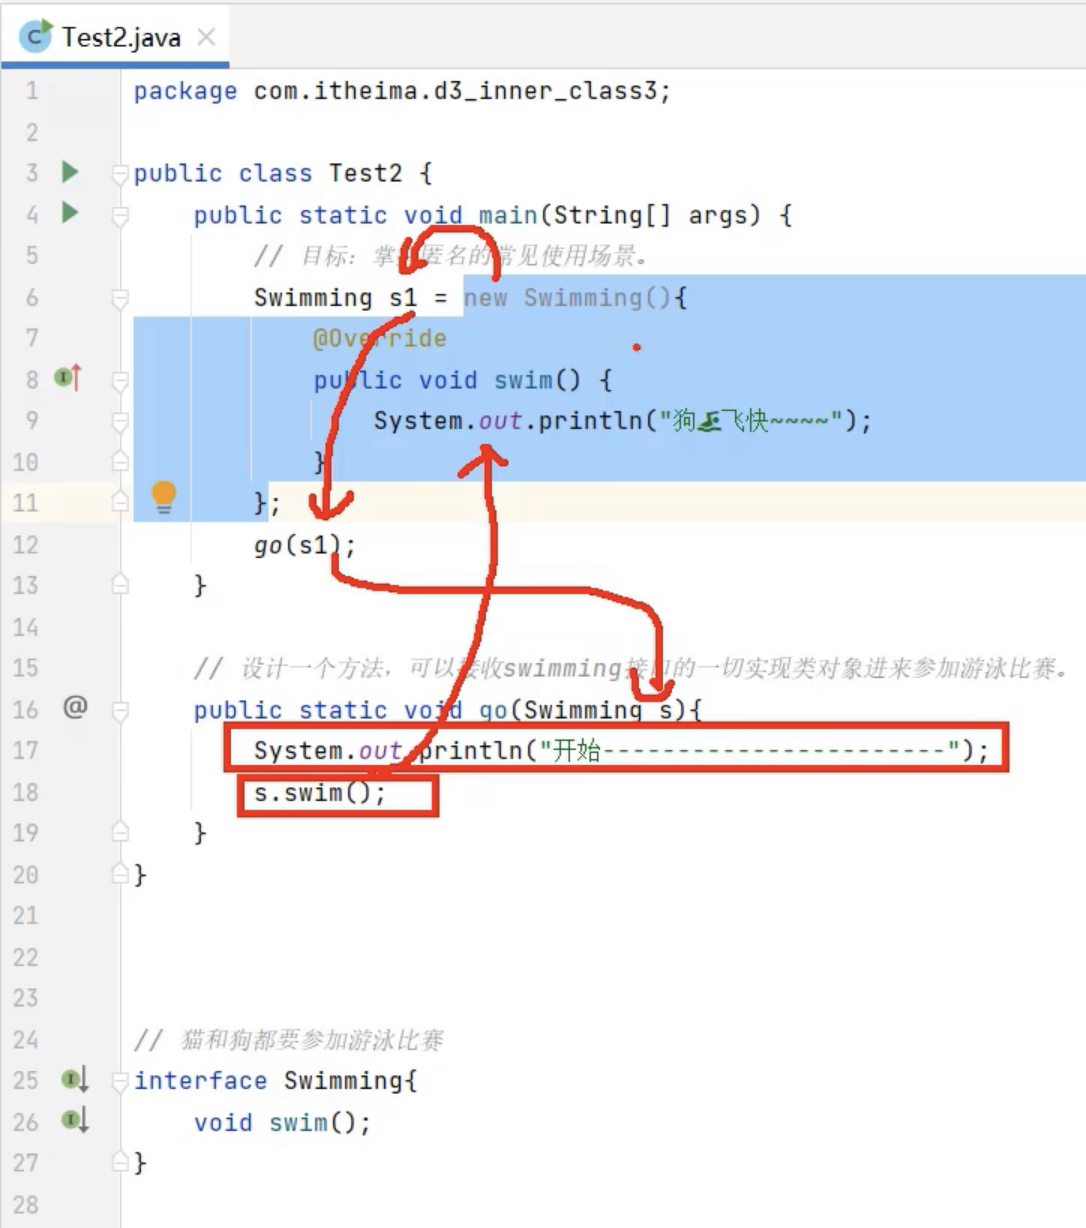 Test2.java
1 package com.itheima.d3_inner_class3;
2
3 public class Test2 {
4 public static void main(String[] args) {
5 // 目标：掌匿名的常见使用场景。
6 Swimming s1 = new Swimming(){
7 @Override
8 public void swim() {
9 System.out.println("狗🏊飞快~~~~");
10 }
11 };
12 go(s1);
13 }
14
15 // 设计一个方法，可以接收swimming接口的一切实现类对象进来参加游泳比赛。
16 public static void go(Swimming s){
17 System.out.println("开始-----------------------");
18 s.swim();
19 }
20 }
21
22
23
24 // 猫和狗都要参加游泳比赛
25 interface Swimming{
26 void swim();
27 }
28